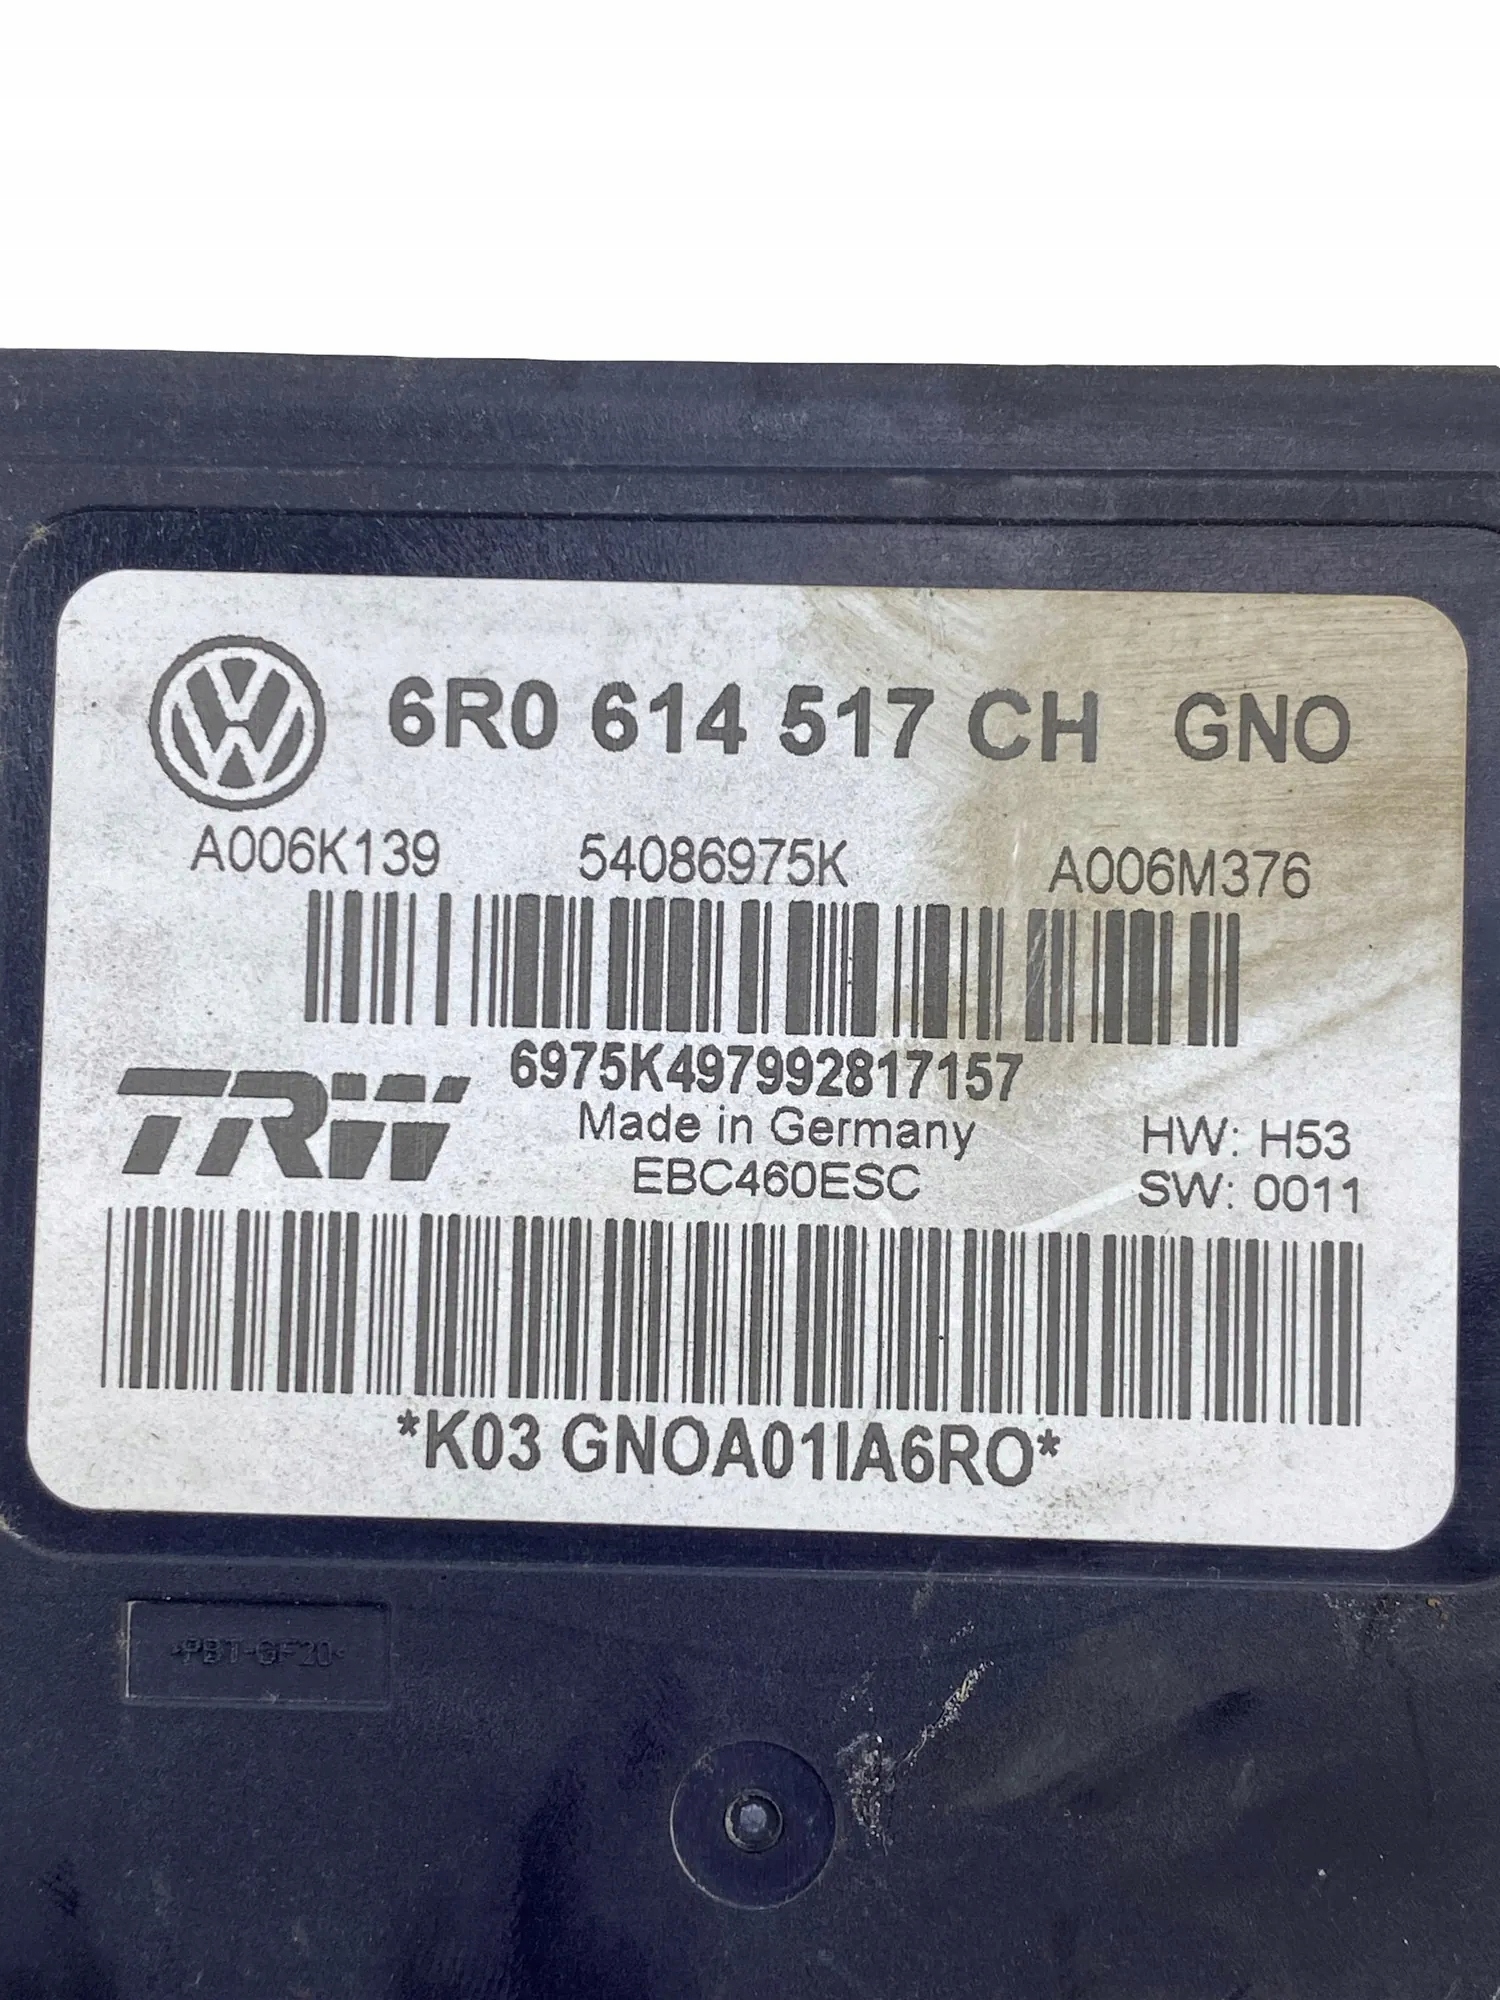 6R0 614 517 CH GNO
A006K139 54086975K A006M376
6975K497992817157
TRW
Made in Germany HW: H53
EBC460ESC SW: 0011
*K03 GNOA01IA6RO*
>PBT-GF20<